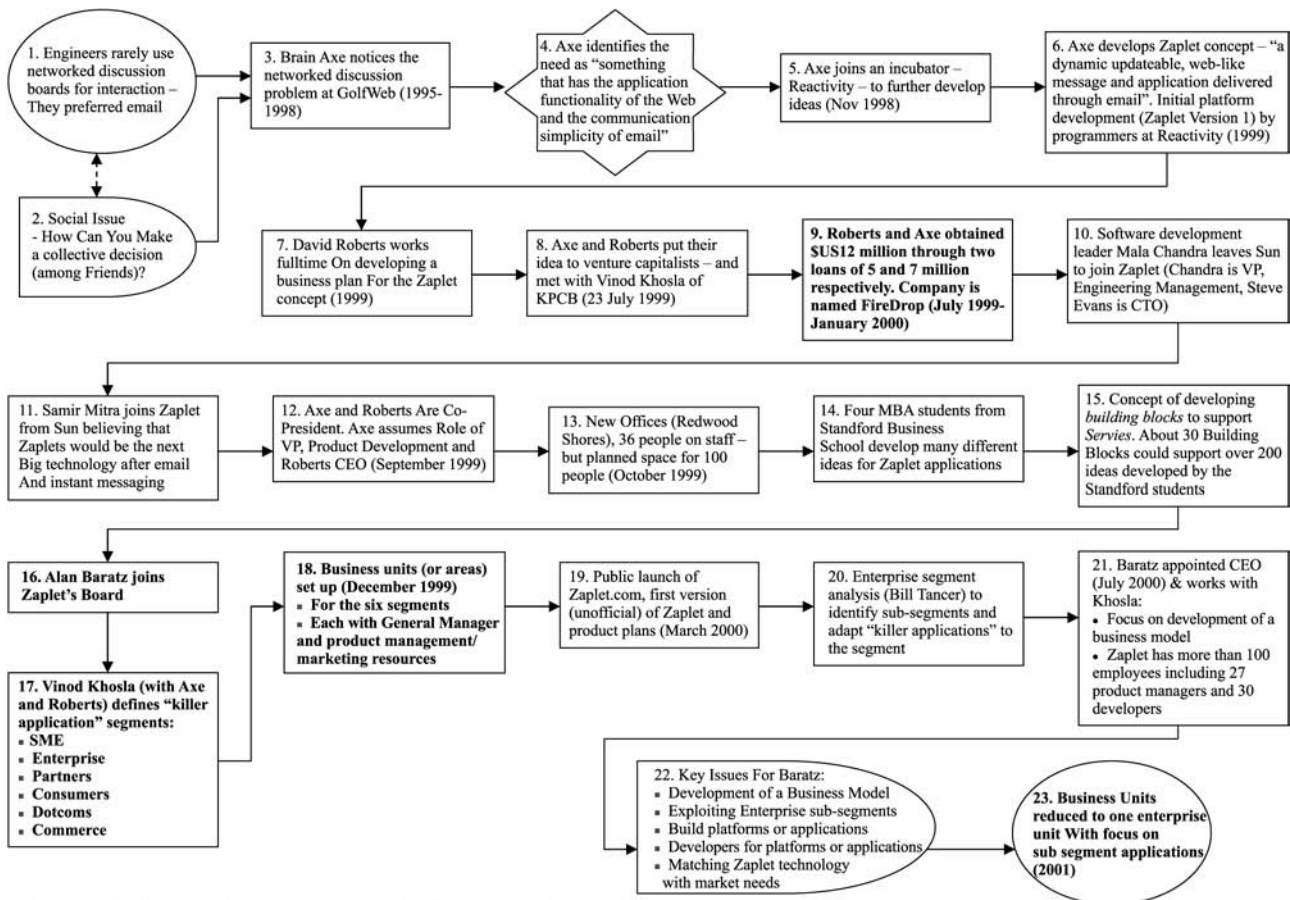 1. Engineers rarely use
networked discussion
boards for interaction –
They preferred email
2. Social Issue
- How Can You Make
a collective decision
(among Friends)?
3. Brain Axe notices the
networked discussion
problem at GolfWeb (1995-
1998)
4. Axe identifies the
need as “something
that has the application
functionality of the Web
and the communication
simplicity of email”
5. Axe joins an incubator –
Reactivity – to further develop
ideas (Nov 1998)
6. Axe develops Zaplet concept – “a
dynamic updateable, web-like
message and application delivered
through email”. Initial platform
development (Zaplet Version 1) by
programmers at Reactivity (1999)
7. David Roberts works
fulltime On developing a
business plan For the Zaplet
concept (1999)
8. Axe and Roberts put their
idea to venture capitalists – and
met with Vinod Khosla of
KPCB (23 July 1999)
9. Roberts and Axe obtained
$US12 million through two
loans of 5 and 7 million
respectively. Company is
named FireDrop (July 1999-
January 2000)
10. Software development
leader Mala Chandra leaves Sun
to join Zaplet (Chandra is VP,
Engineering Management, Steve
Evans is CTO)
11. Samir Mitra joins Zaplet
from Sun believing that
Zaplets would be the next
Big technology after email
And instant messaging
12. Axe and Roberts Are Co-
President. Axe assumes Role of
VP, Product Development and
Roberts CEO (September 1999)
13. New Offices (Redwood
Shores), 36 people on staff –
but planned space for 100
people (October 1999)
14. Four MBA students from
Standford Business
School develop many different
ideas for Zaplet applications
15. Concept of developing
building blocks to support
Servies. About 30 Building
Blocks could support over 200
ideas developed by the
Standford students
16. Alan Baratz joins
Zaplet’s Board
17. Vinod Khosla (with Axe
and Roberts) defines “killer
application” segments:
▪ SME
▪ Enterprise
▪ Partners
▪ Consumers
▪ Dotcoms
▪ Commerce
18. Business units (or areas)
set up (December 1999)
▪ For the six segments
▪ Each with General Manager
and product management/
marketing resources
19. Public launch of
Zaplet.com, first version
(unofficial) of Zaplet and
product plans (March 2000)
20. Enterprise segment
analysis (Bill Tancer) to
identify sub-segments and
adapt “killer applications” to
the segment
21. Baratz appointed CEO
(July 2000) & works with
Khosla:
• Focus on development of a
business model
• Zaplet has more than 100
employees including 27
product managers and 30
developers
22. Key Issues For Baratz:
▪ Development of a Business Model
▪ Exploiting Enterprise sub-segments
▪ Build platforms or applications
▪ Developers for platforms or applications
▪ Matching Zaplet technology
with market needs
23. Business Units
reduced to one enterprise
unit With focus on
sub segment applications
(2001)